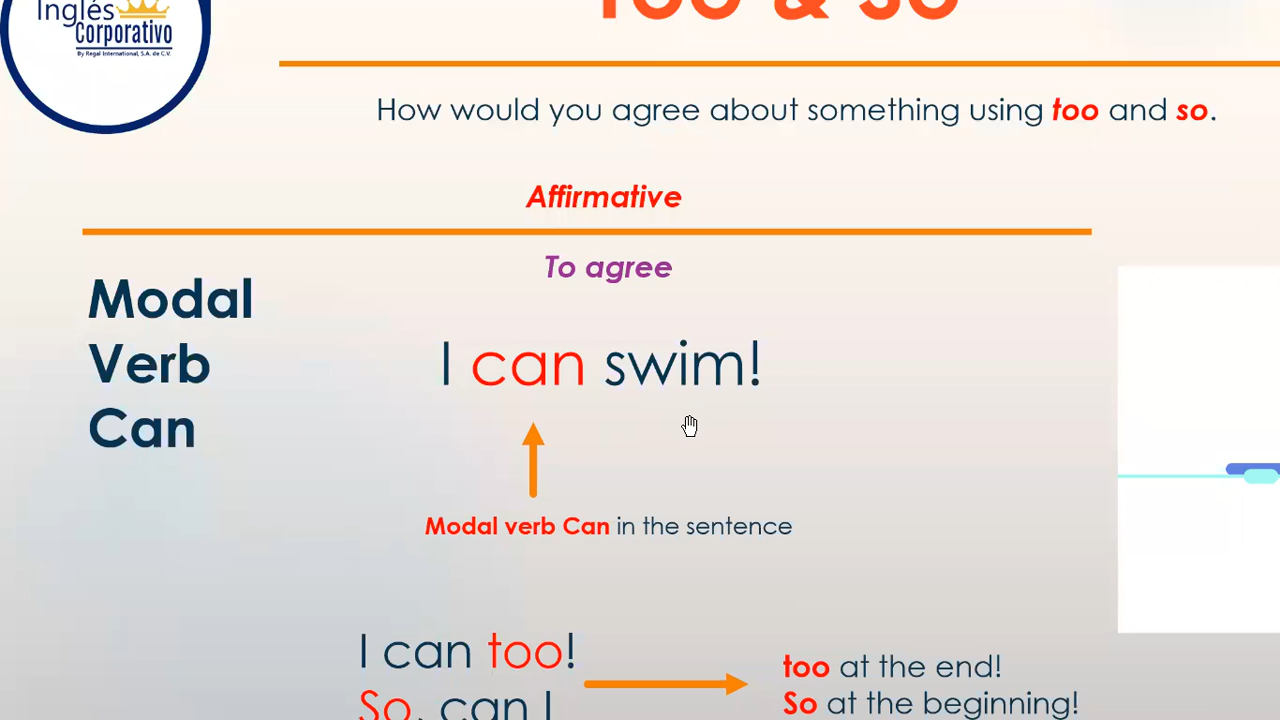 Inglés
Corporativo
By Regal International, S.A. de C.V.
too & so
How would you agree about something using too and so.
Affirmative
To agree
Modal
Verb
Can
I can swim!
Modal verb Can in the sentence
I can too!
So, can I
too at the end!
So at the beginning!